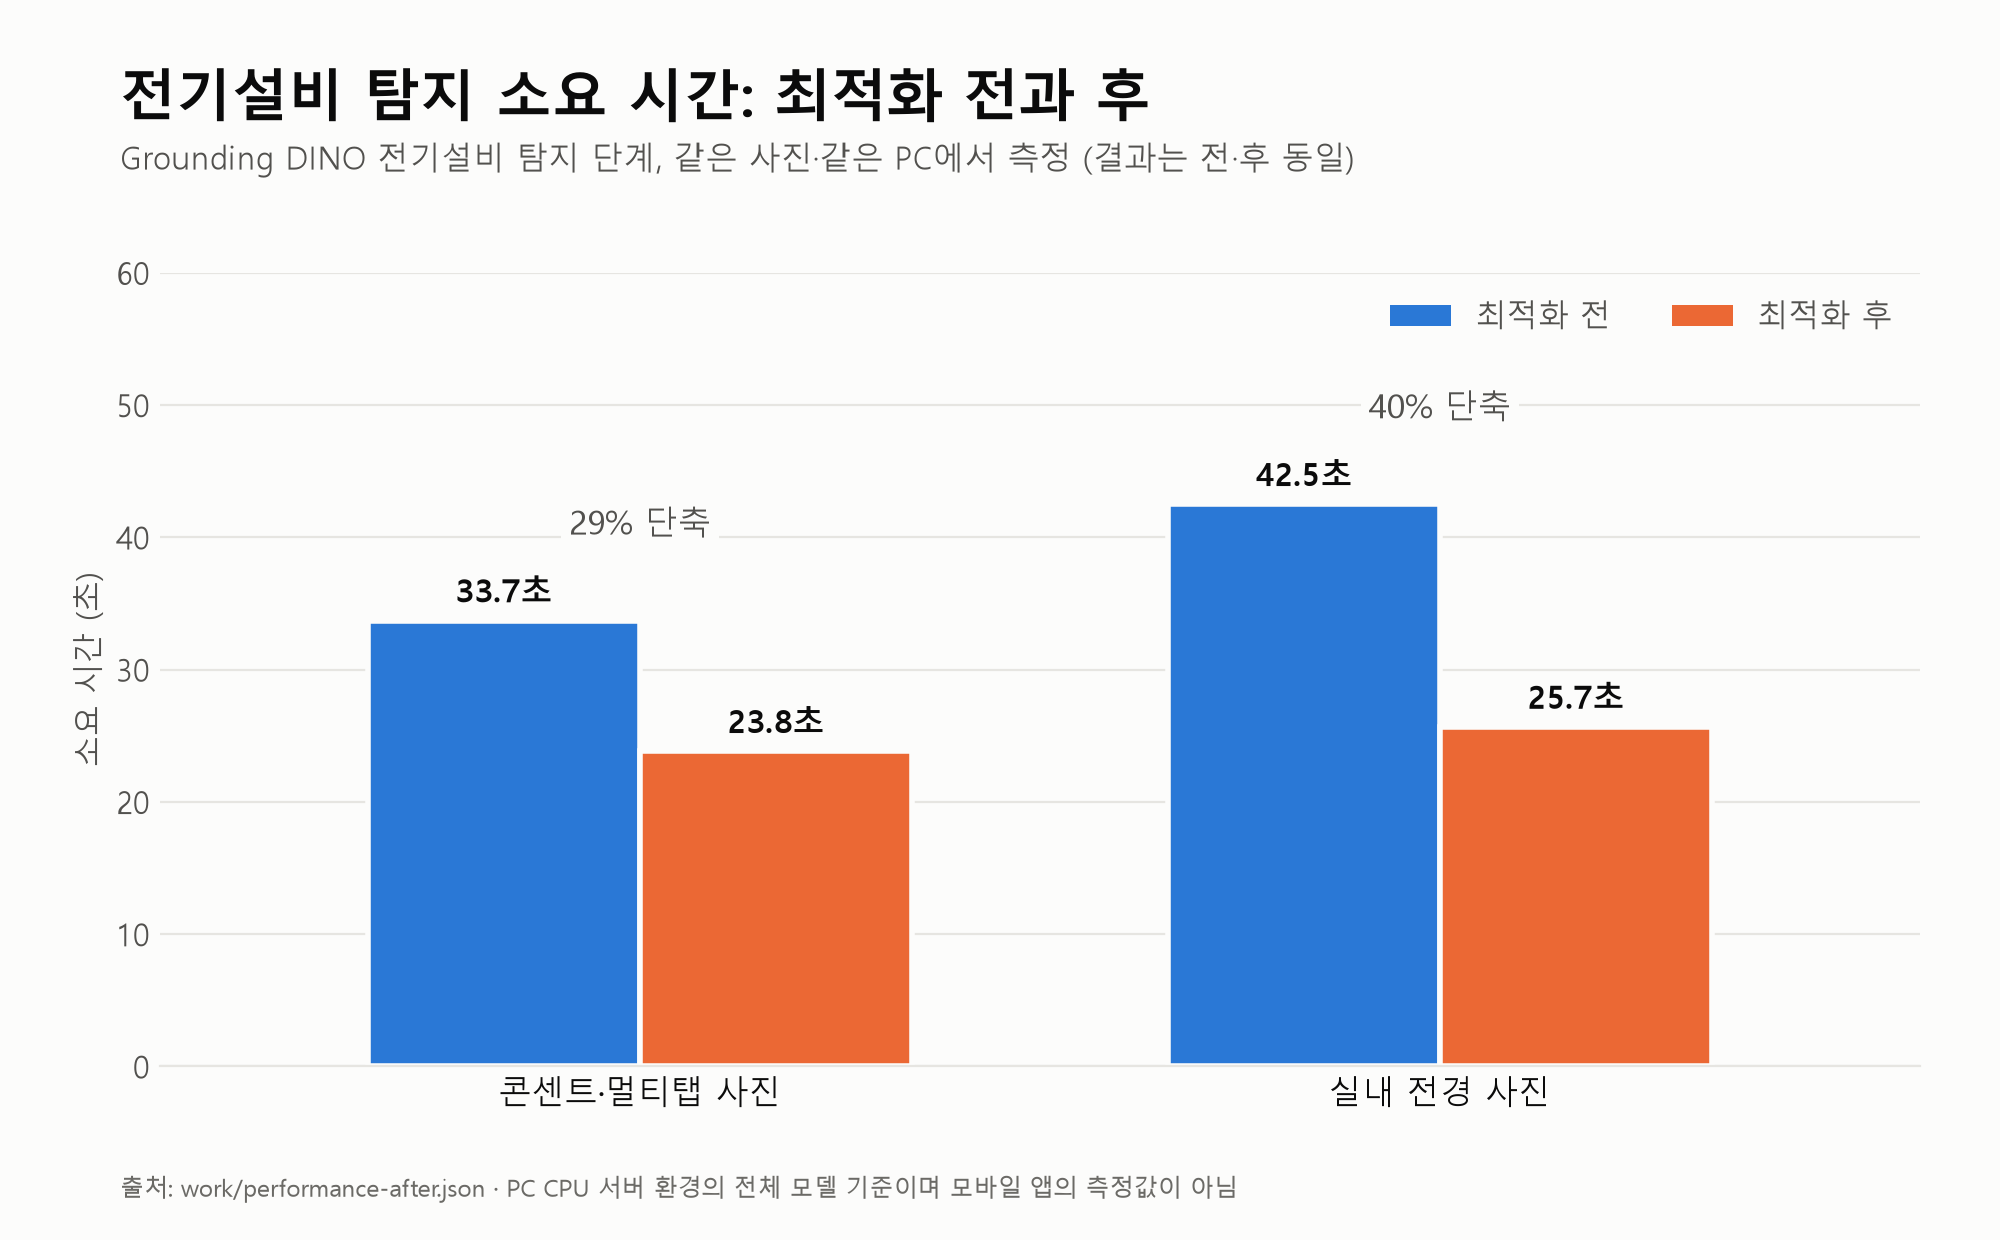 전기설비 탐지 소요 시간: 최적화 전과 후
Grounding DINO 전기설비 탐지 단계, 같은 사진·같은 PC에서 측정 (결과는 전·후 동일)
60
최적화 전
최적화 후
50
40% 단축
42.5초
29% 단축
40
33.7초
소요 시간 (초)
30
25.7초
23.8초
20
10
0
콘센트·멀티탭 사진
실내 전경 사진
출처: work/performance-after.json · PC CPU 서버 환경의 전체 모델 기준이며 모바일 앱의 측정값이 아님